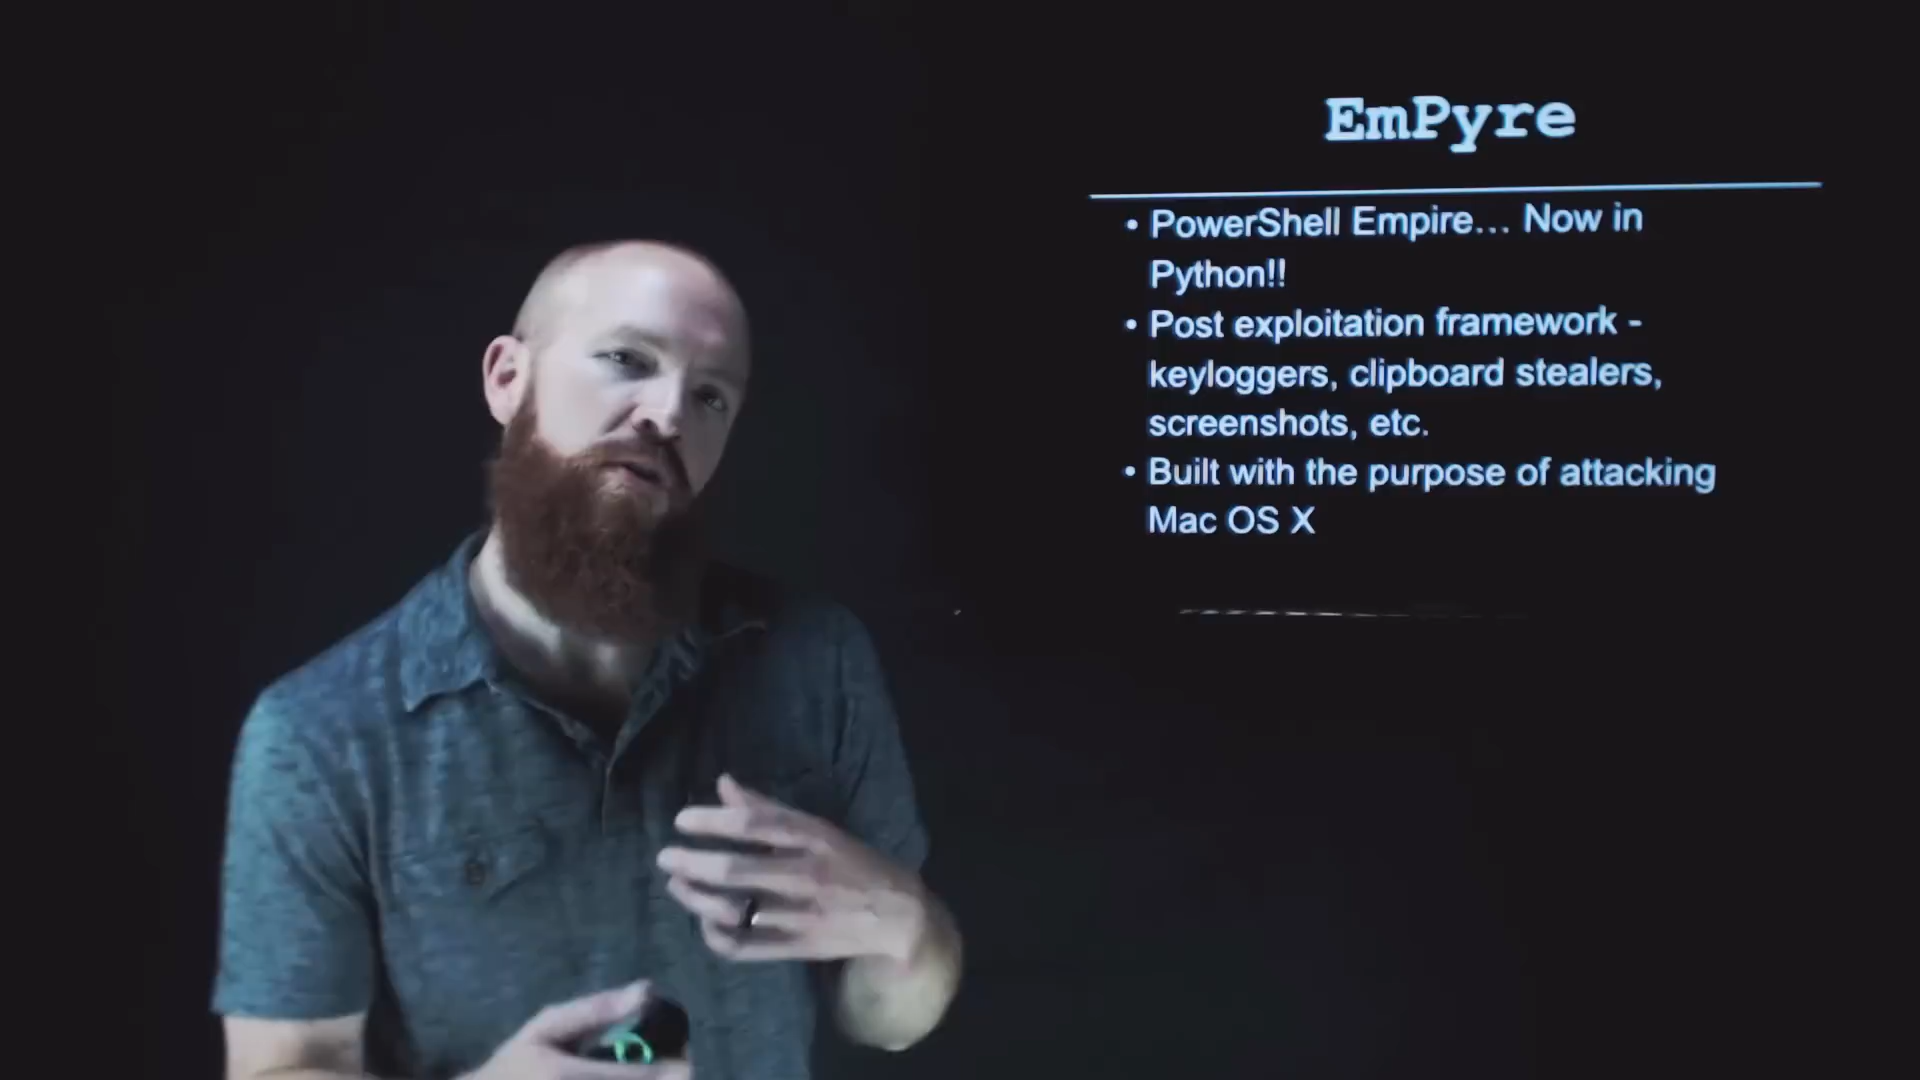 EmPyre
• PowerShell Empire... Now in
Python!!
• Post exploitation framework -
keyloggers, clipboard stealers,
screenshots, etc.
• Built with the purpose of attacking
Mac OS X